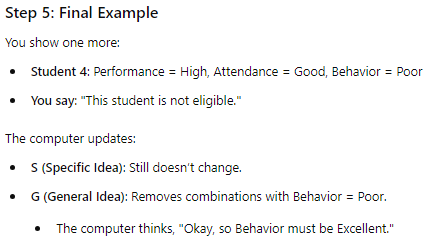 Step 5: Final Example
You show one more:
• Student 4: Performance = High, Attendance = Good, Behavior = Poor
• You say: "This student is not eligible."
The computer updates:
• S (Specific Idea): Still doesn't change.
• G (General Idea): Removes combinations with Behavior = Poor.
• The computer thinks, "Okay, so Behavior must be Excellent."